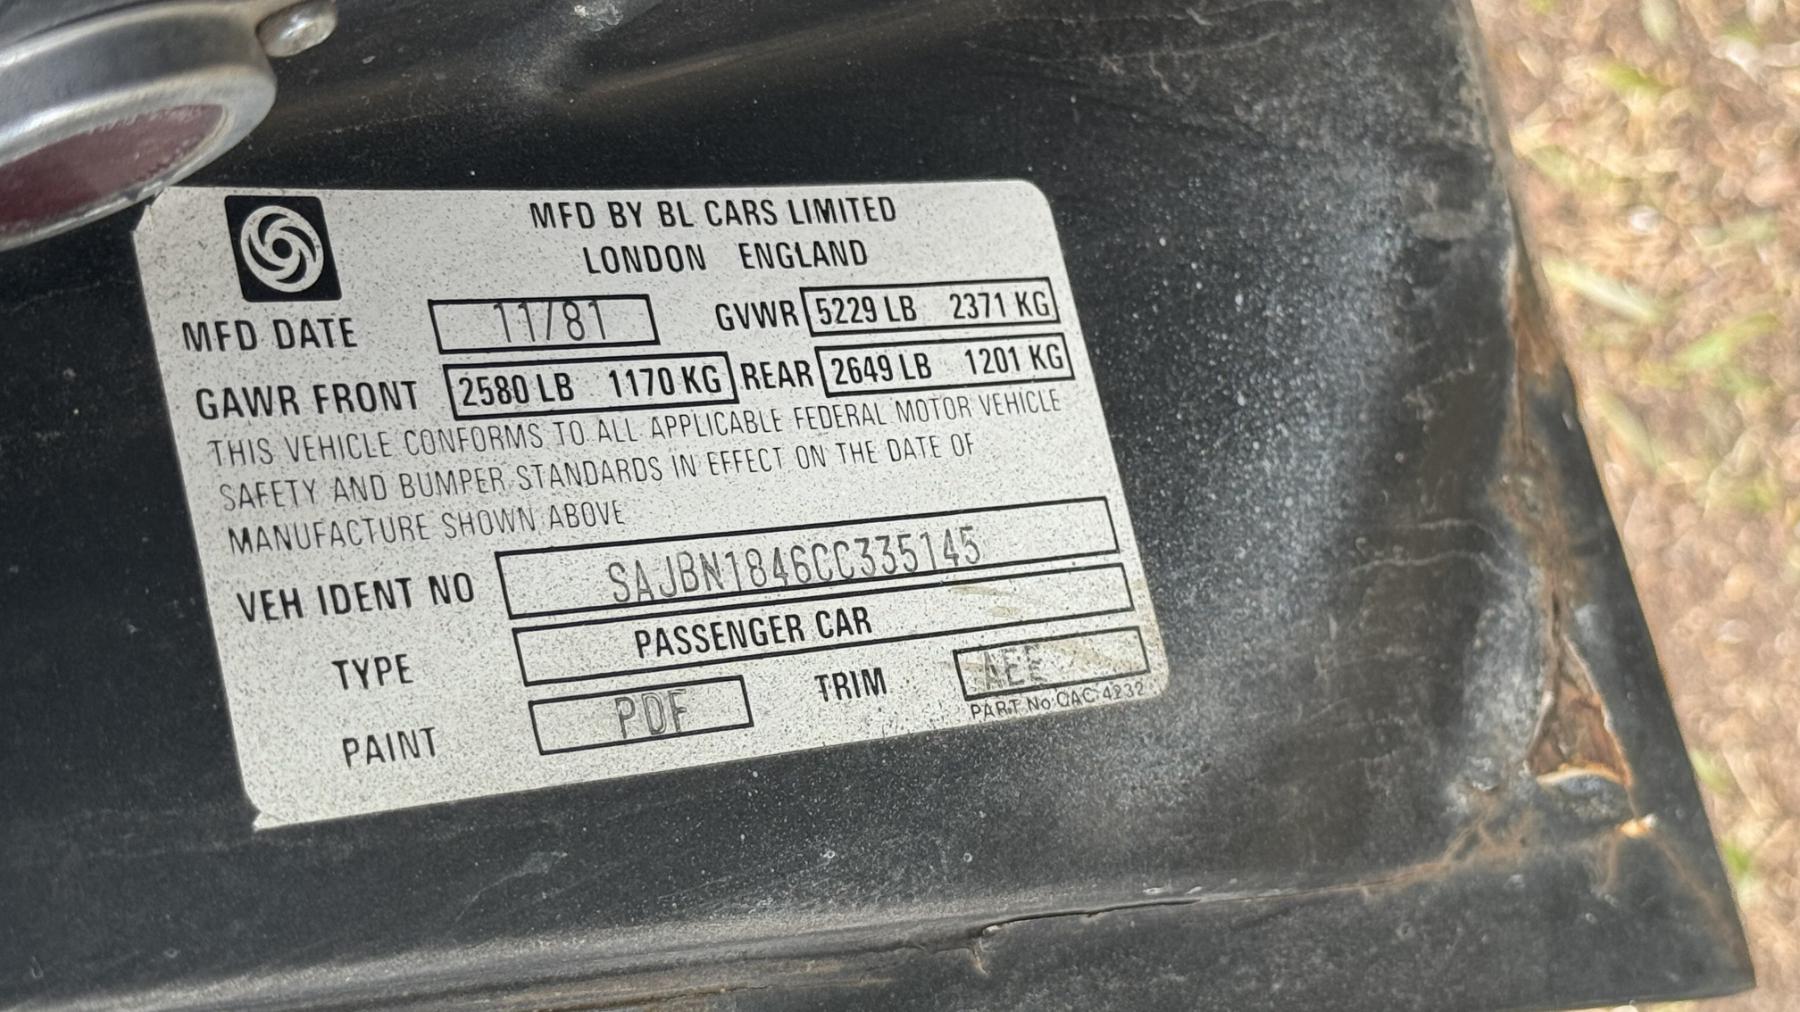 MFD BY BL CARS LIMITED
LONDON ENGLAND
MFD DATE 11/81 GVWR 5229 LB 2371 KG
GAWR FRONT 2580 LB 1170 KG REAR 2649 LB 1201 KG
THIS VEHICLE CONFORMS TO ALL APPLICABLE FEDERAL MOTOR VEHICLE
SAFETY AND BUMPER STANDARDS IN EFFECT ON THE DATE OF
MANUFACTURE SHOWN ABOVE
VEH IDENT NO SAJBN1846CC335145
TYPE PASSENGER CAR
PAINT PDF TRIM AEE
PART No CAC 4232